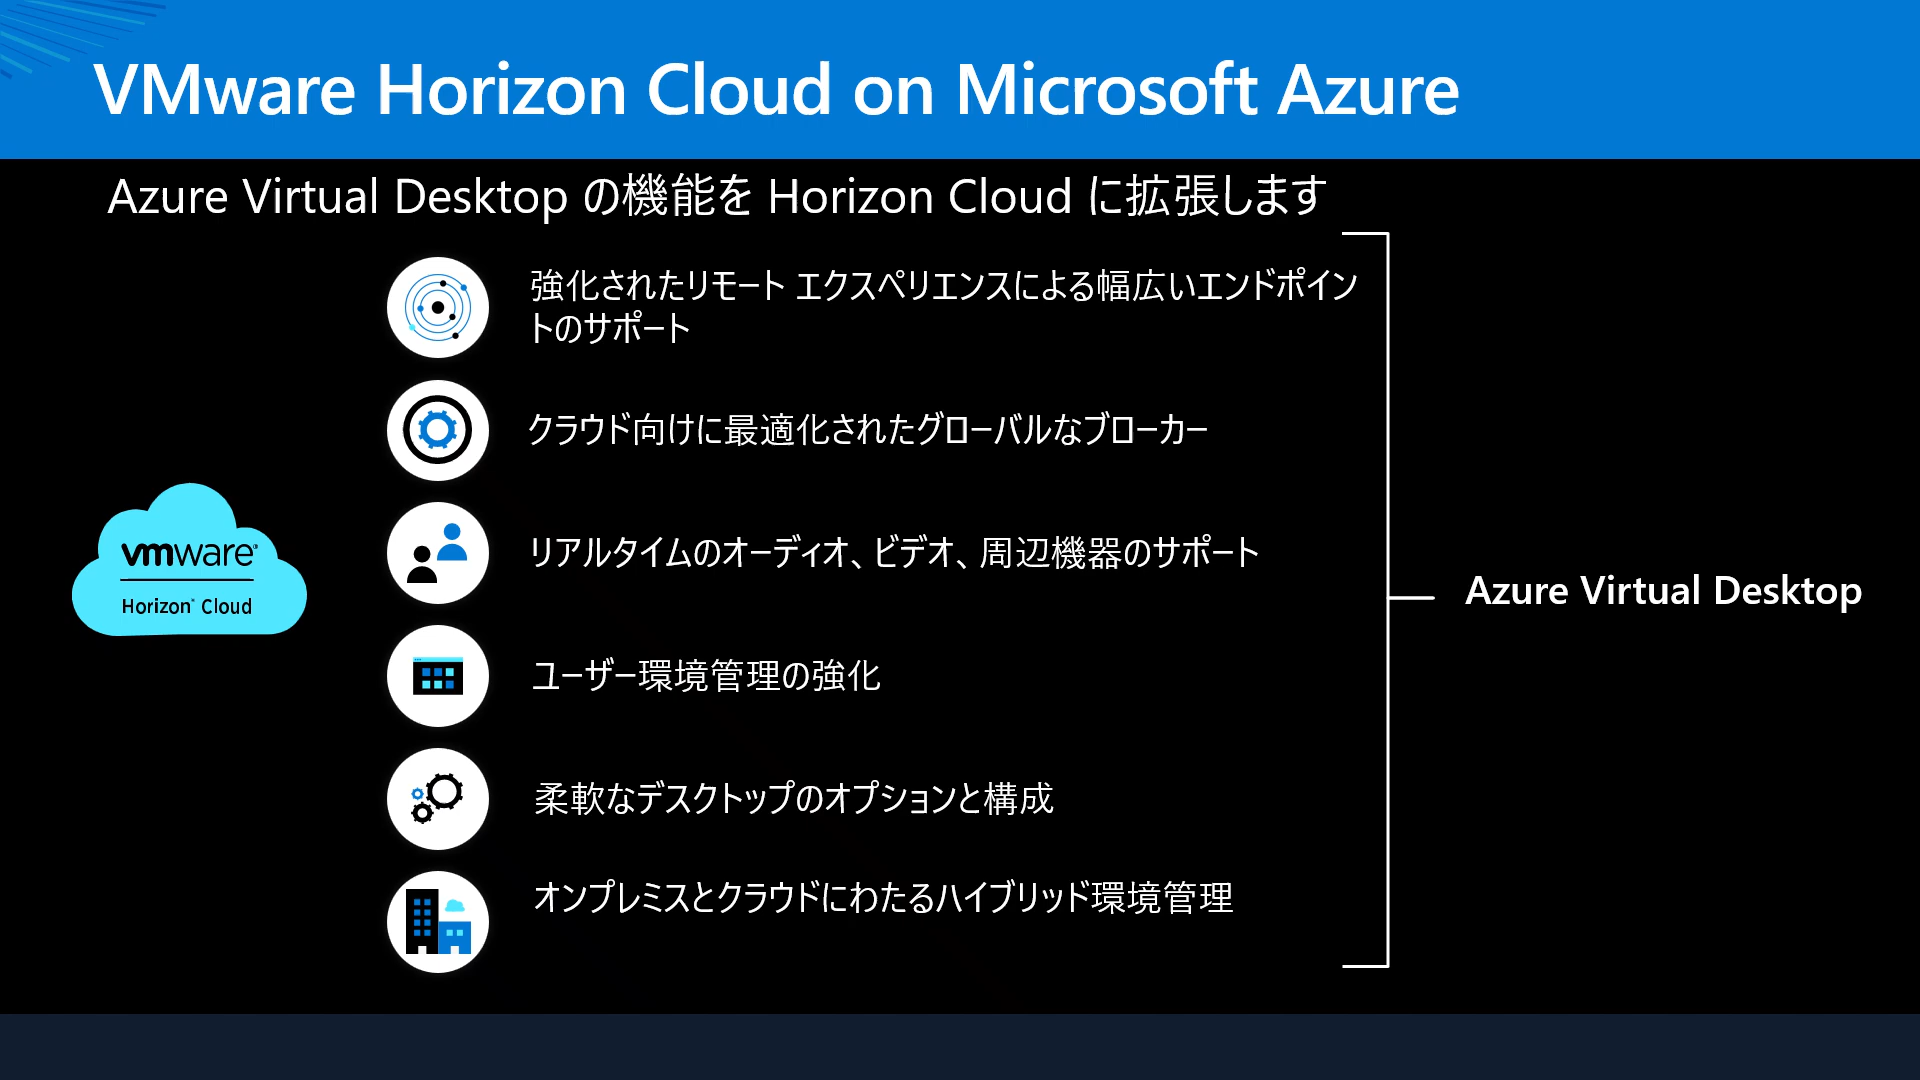 VMware Horizon Cloud on Microsoft Azure
Azure Virtual Desktop の機能を Horizon Cloud に拡張します
強化されたリモート エクスペリエンスによる幅広いエンドポイン
トのサポート
クラウド向けに最適化されたグローバルなブローカー
vmware®
Horizon® Cloud
リアルタイムのオーディオ、ビデオ、周辺機器のサポート
Azure Virtual Desktop
ユーザー環境管理の強化
柔軟なデスクトップのオプションと構成
オンプレミスとクラウドにわたるハイブリッド環境管理